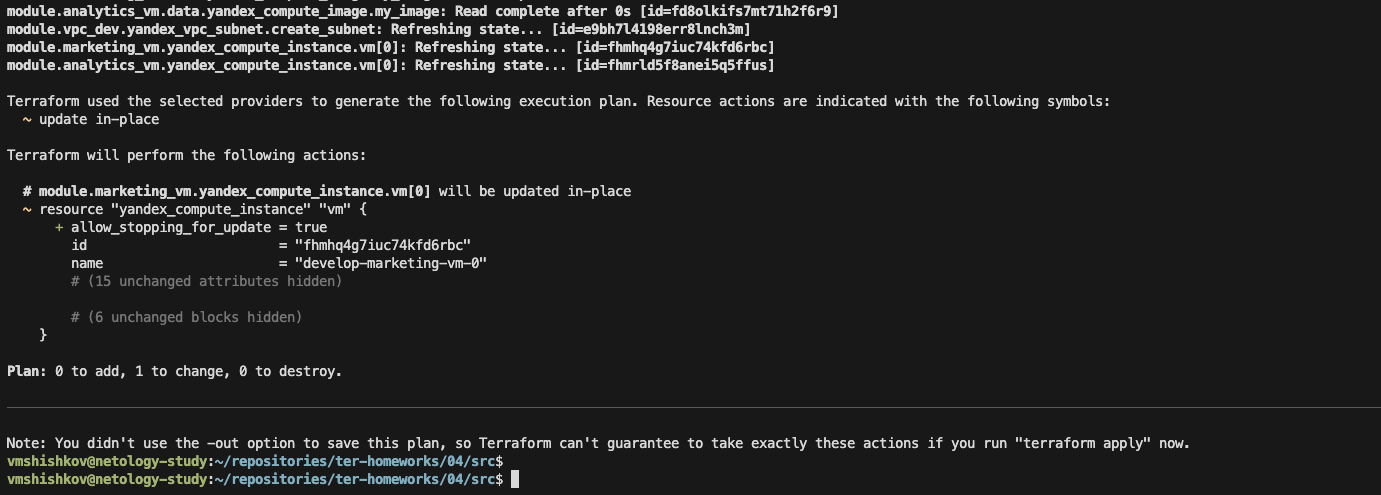 module.analytics_vm.data.yandex_compute_image.my_image: Read complete after 0s [id=fd8olkifs7mt71h2f6r9]
module.vpc_dev.yandex_vpc_subnet.create_subnet: Refreshing state... [id=e9bh7l4198err8lnch3m]
module.marketing_vm.yandex_compute_instance.vm[0]: Refreshing state... [id=fhmhq4g7iuc74kfd6rbc]
module.analytics_vm.yandex_compute_instance.vm[0]: Refreshing state... [id=fhmrld5f8anei5q5ffus]
Terraform used the selected providers to generate the following execution plan. Resource actions are indicated with the following symbols:
  ~ update in-place
Terraform will perform the following actions:
  # module.marketing_vm.yandex_compute_instance.vm[0] will be updated in-place
  ~ resource "yandex_compute_instance" "vm" {
      + allow_stopping_for_update = true
        id                        = "fhmhq4g7iuc74kfd6rbc"
        name                      = "develop-marketing-vm-0"
        # (15 unchanged attributes hidden)
        # (6 unchanged blocks hidden)
    }
Plan: 0 to add, 1 to change, 0 to destroy.
Note: You didn't use the -out option to save this plan, so Terraform can't guarantee to take exactly these actions if you run "terraform apply" now.
vmshishkov@netology-study:~/repositories/ter-homeworks/04/src$
vmshishkov@netology-study:~/repositories/ter-homeworks/04/src$